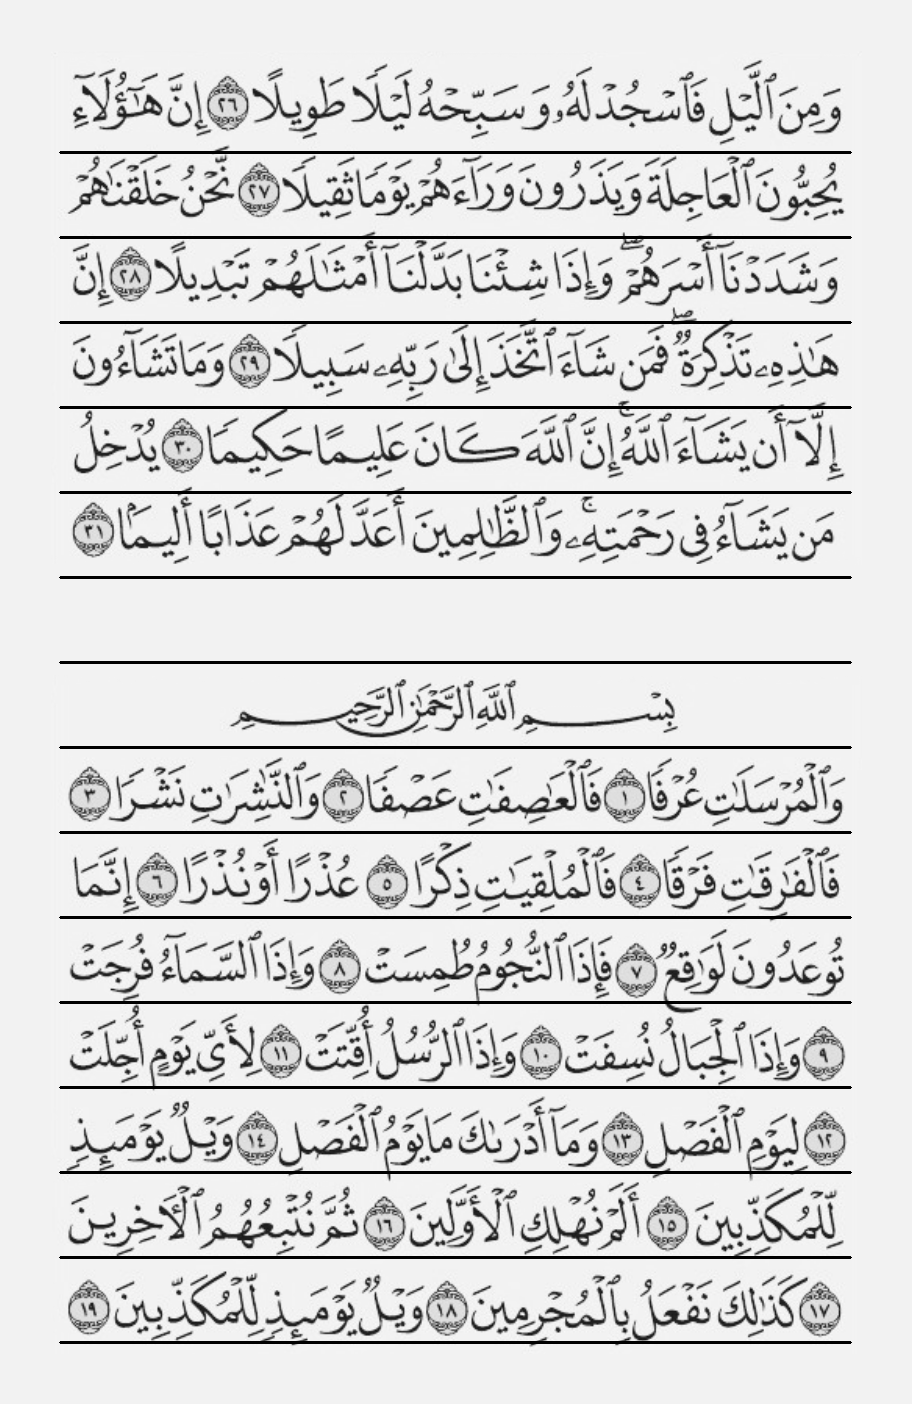 وَمِنَ ٱلَّيۡلِ فَٱسۡجُدۡ لَهُۥ وَسَبِّحۡهُ لَيۡلٗا طَوِيلًا ٢٦ إِنَّ هَٰٓؤُلَآءِ
يُحِبُّونَ ٱلۡعَاجِلَةَ وَيَذَرُونَ وَرَآءَهُمۡ يَوۡمٗا ثَقِيلٗا ٢٧ نَّحۡنُ خَلَقۡنَٰهُمۡ
وَشَدَدۡنَآ أَسۡرَهُمۡۖ وَإِذَا شِئۡنَا بَدَّلۡنَآ أَمۡثَٰلَهُمۡ تَبۡدِيلًا ٢٨ إِنَّ
هَٰذِهِۦ تَذۡكِرَةٞۖ فَمَن شَآءَ ٱتَّخَذَ إِلَىٰ رَبِّهِۦ سَبِيلٗا ٢٩ وَمَا تَشَآءُونَ
إِلَّآ أَن يَشَآءَ ٱللَّهُۚ إِنَّ ٱللَّهَ كَانَ عَلِيمًا حَكِيمٗا ٣٠ يُدۡخِلُ
مَن يَشَآءُ فِي رَحۡمَتِهِۦۚ وَٱلظَّٰلِمِينَ أَعَدَّ لَهُمۡ عَذَابًا أَلِيمَۢا ٣١
بِسۡمِ ٱللَّهِ ٱلرَّحۡمَٰنِ ٱلرَّحِيمِ
وَٱلۡمُرۡسَلَٰتِ عُرۡفٗا ١ فَٱلۡعَٰصِفَٰتِ عَصۡفٗا ٢ وَٱلنَّٰشِرَٰتِ نَشۡرٗا ٣
فَٱلۡفَٰرِقَٰتِ فَرۡقٗا ٤ فَٱلۡمُلۡقِيَٰتِ ذِكۡرًا ٥ عُذۡرًا أَوۡ نُذۡرًا ٦ إِنَّمَا
تُوعَدُونَ لَوَٰقِعٞ ٧ فَإِذَا ٱلنُّجُومُ طُمِسَتۡ ٨ وَإِذَا ٱلسَّمَآءُ فُرِجَتۡ
٩ وَإِذَا ٱلۡجِبَالُ نُسِفَتۡ ١٠ وَإِذَا ٱلرُّسُلُ أُقِّتَتۡ ١١ لِأَيِّ يَوۡمٍ أُجِّلَتۡ
١٢ لِيَوۡمِ ٱلۡفَصۡلِ ١٣ وَمَآ أَدۡرَىٰكَ مَا يَوۡمُ ٱلۡفَصۡلِ ١٤ وَيۡلٞ يَوۡمَئِذٖ
لِّلۡمُكَذِّبِينَ ١٥ أَلَمۡ نُهۡلِكِ ٱلۡأَوَّلِينَ ١٦ ثُمَّ نُتۡبِعُهُمُ ٱلۡأٓخِرِينَ
١٧ كَذَٰلِكَ نَفۡعَلُ بِٱلۡمُجۡرِمِينَ ١٨ وَيۡلٞ يَوۡمَئِذٖ لِّلۡمُكَذِّبِينَ ١٩